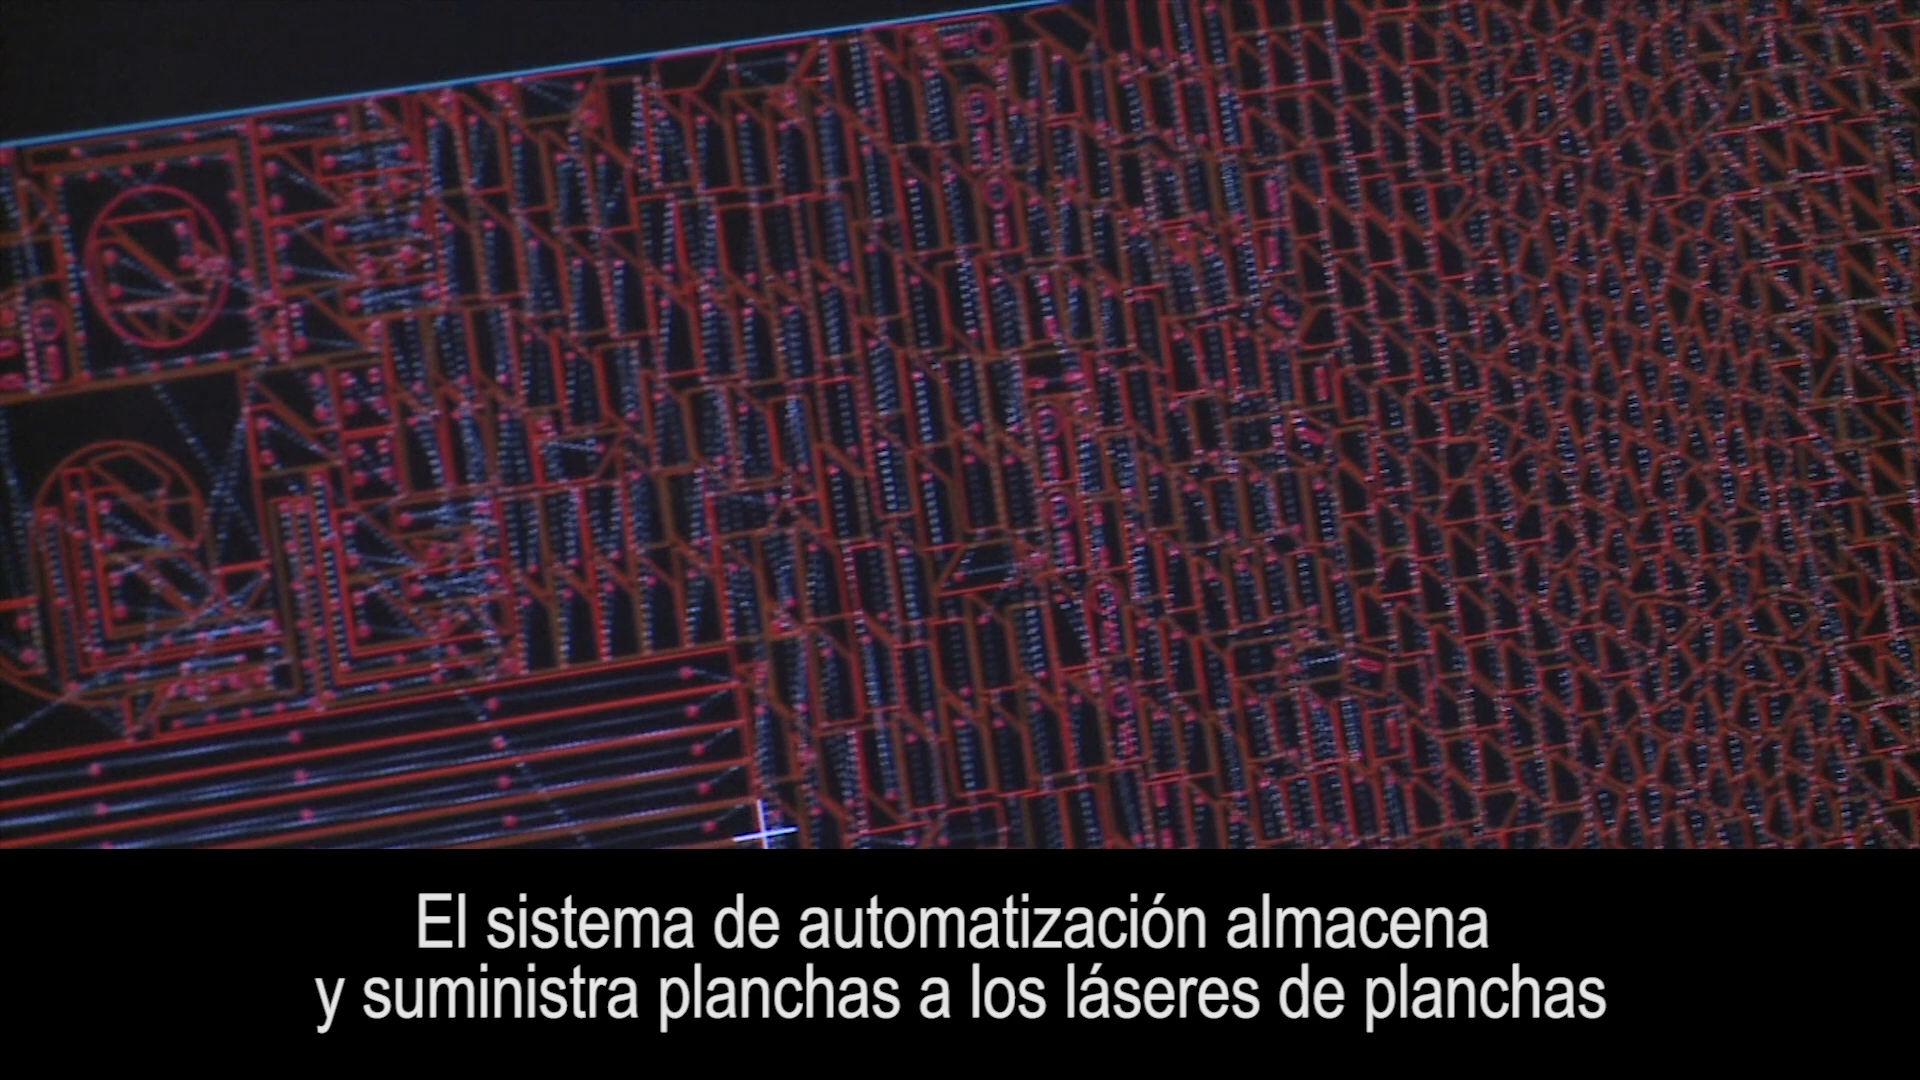 El sistema de automatización almacena
y suministra planchas a los láseres de planchas